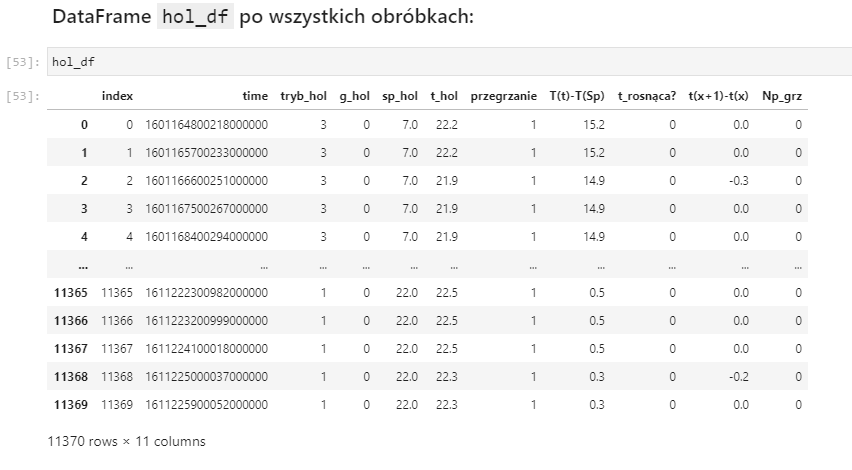 DataFrame hol_df po wszystkich obróbkach:
[53]: hol_df
[53]: index time tryb_hol g_hol sp_hol t_hol przegrzanie T(t)-T(Sp) t_rosnąca? t(x+1)-t(x) Np_grz
0 0 1601164800218000000 3 0 7.0 22.2 1 15.2 0 0.0 0
1 1 1601165700233000000 3 0 7.0 22.2 1 15.2 0 0.0 0
2 2 1601166600251000000 3 0 7.0 21.9 1 14.9 0 -0.3 0
3 3 1601167500267000000 3 0 7.0 21.9 1 14.9 0 0.0 0
4 4 1601168400294000000 3 0 7.0 21.9 1 14.9 0 0.0 0
... ... ... ... ... ... ... ... ... ... ... ...
11365 11365 1611222300982000000 1 0 22.0 22.5 1 0.5 0 0.0 0
11366 11366 1611223200999000000 1 0 22.0 22.5 1 0.5 0 0.0 0
11367 11367 1611224100018000000 1 0 22.0 22.5 1 0.5 0 0.0 0
11368 11368 1611225000037000000 1 0 22.0 22.3 1 0.3 0 -0.2 0
11369 11369 1611225900052000000 1 0 22.0 22.3 1 0.3 0 0.0 0
11370 rows × 11 columns